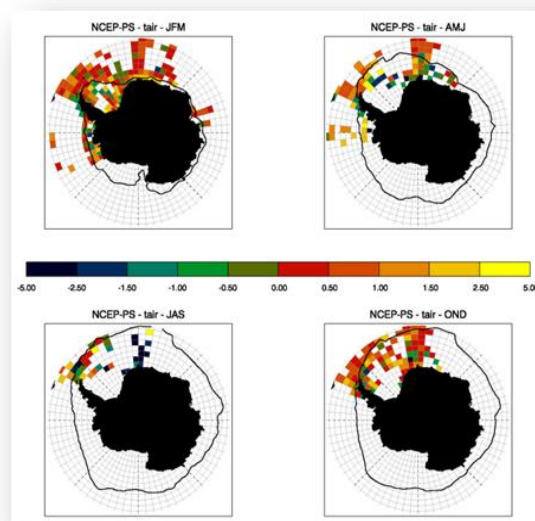 NCEP-PS - tair - JFM
NCEP-PS - tair - AMJ
-5.00 -2.50 -1.50 -1.00 -0.50 0.00 0.50 1.00 1.50 2.50 5.00
NCEP-PS - tair - JAS
NCEP-PS - tair - OND